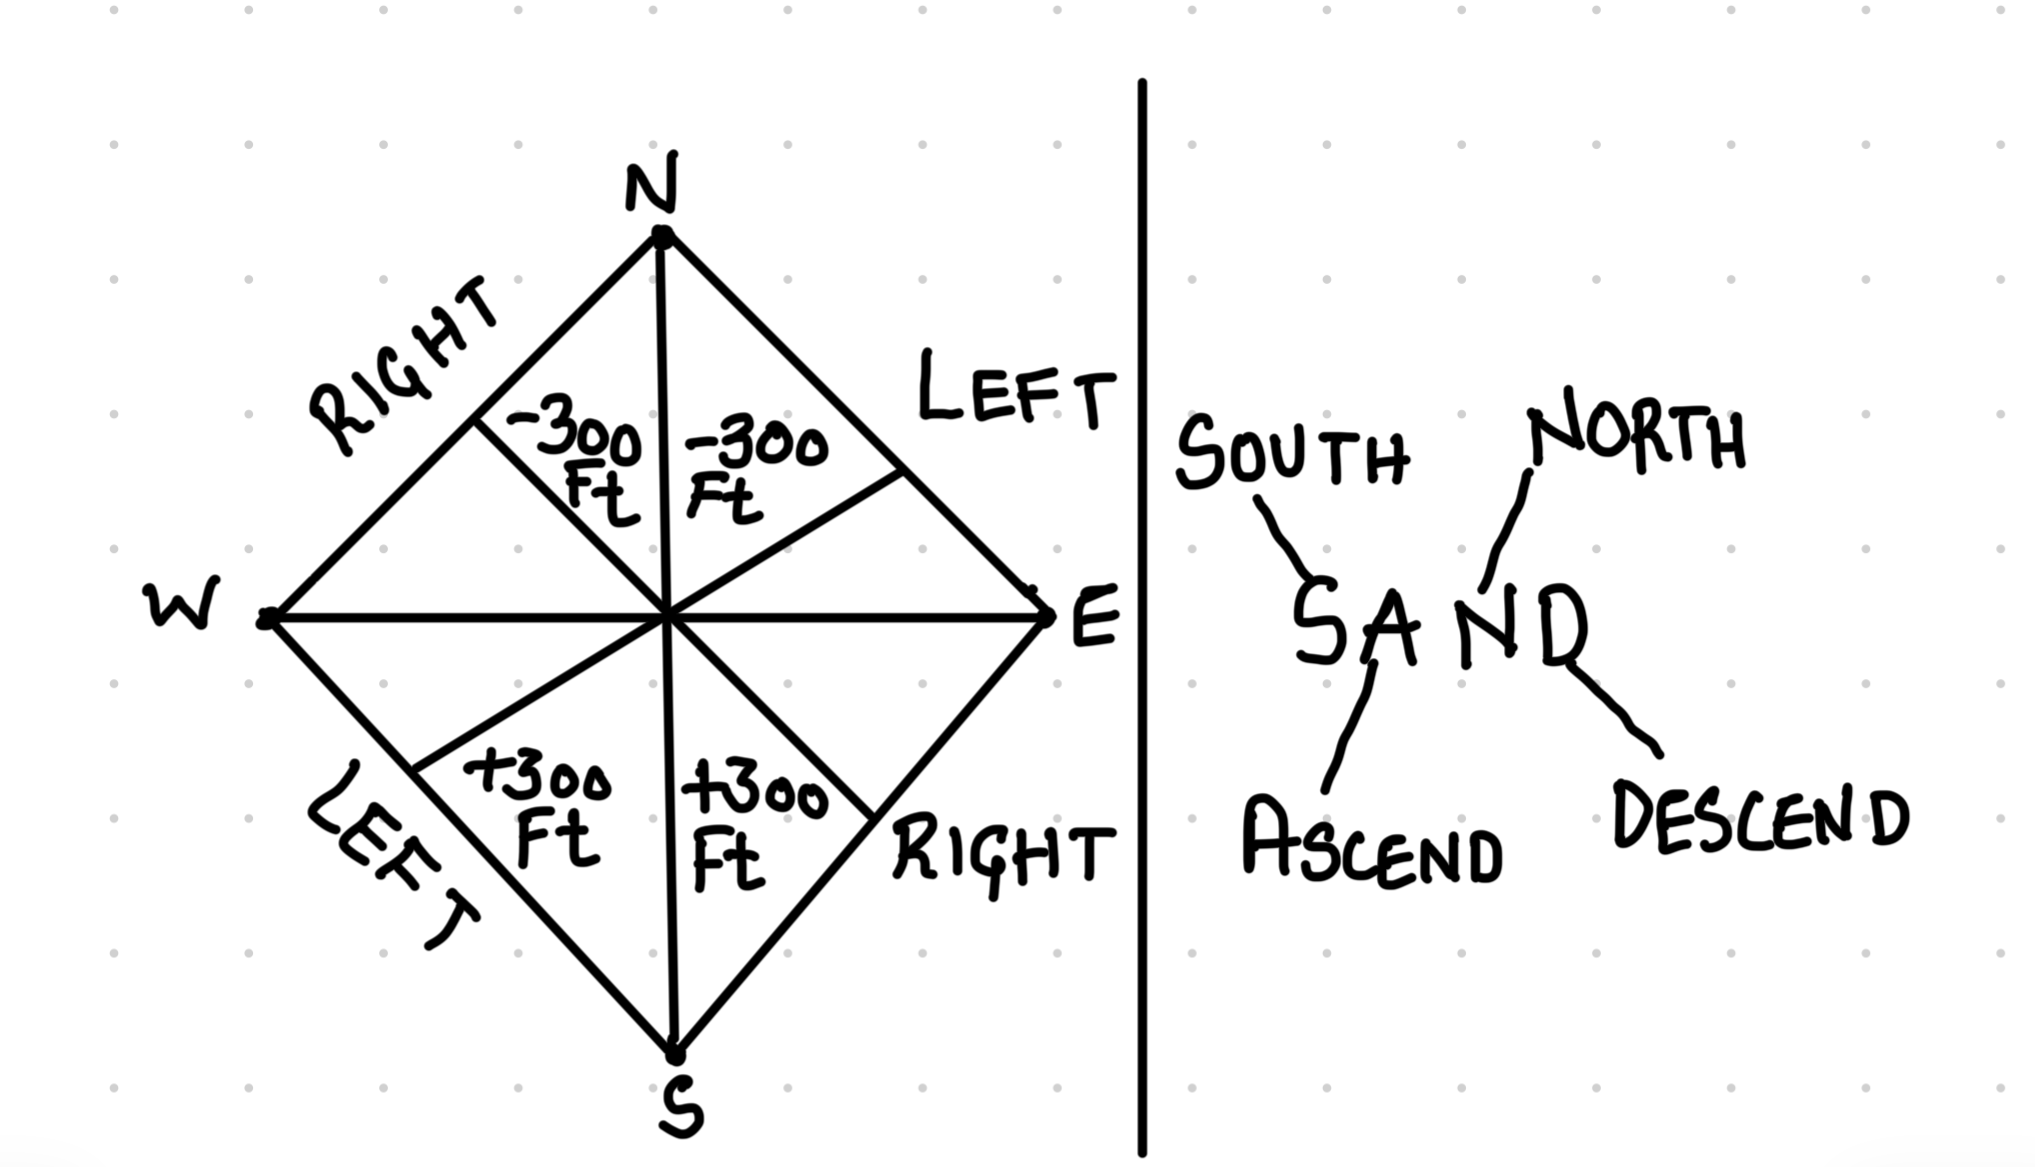 N
RIGHT
LEFT
-300
Ft
-300
Ft
W
E
+300
Ft
+300
Ft
LEFT
RIGHT
S
SOUTH
NORTH
SAND
ASCEND
DESCEND